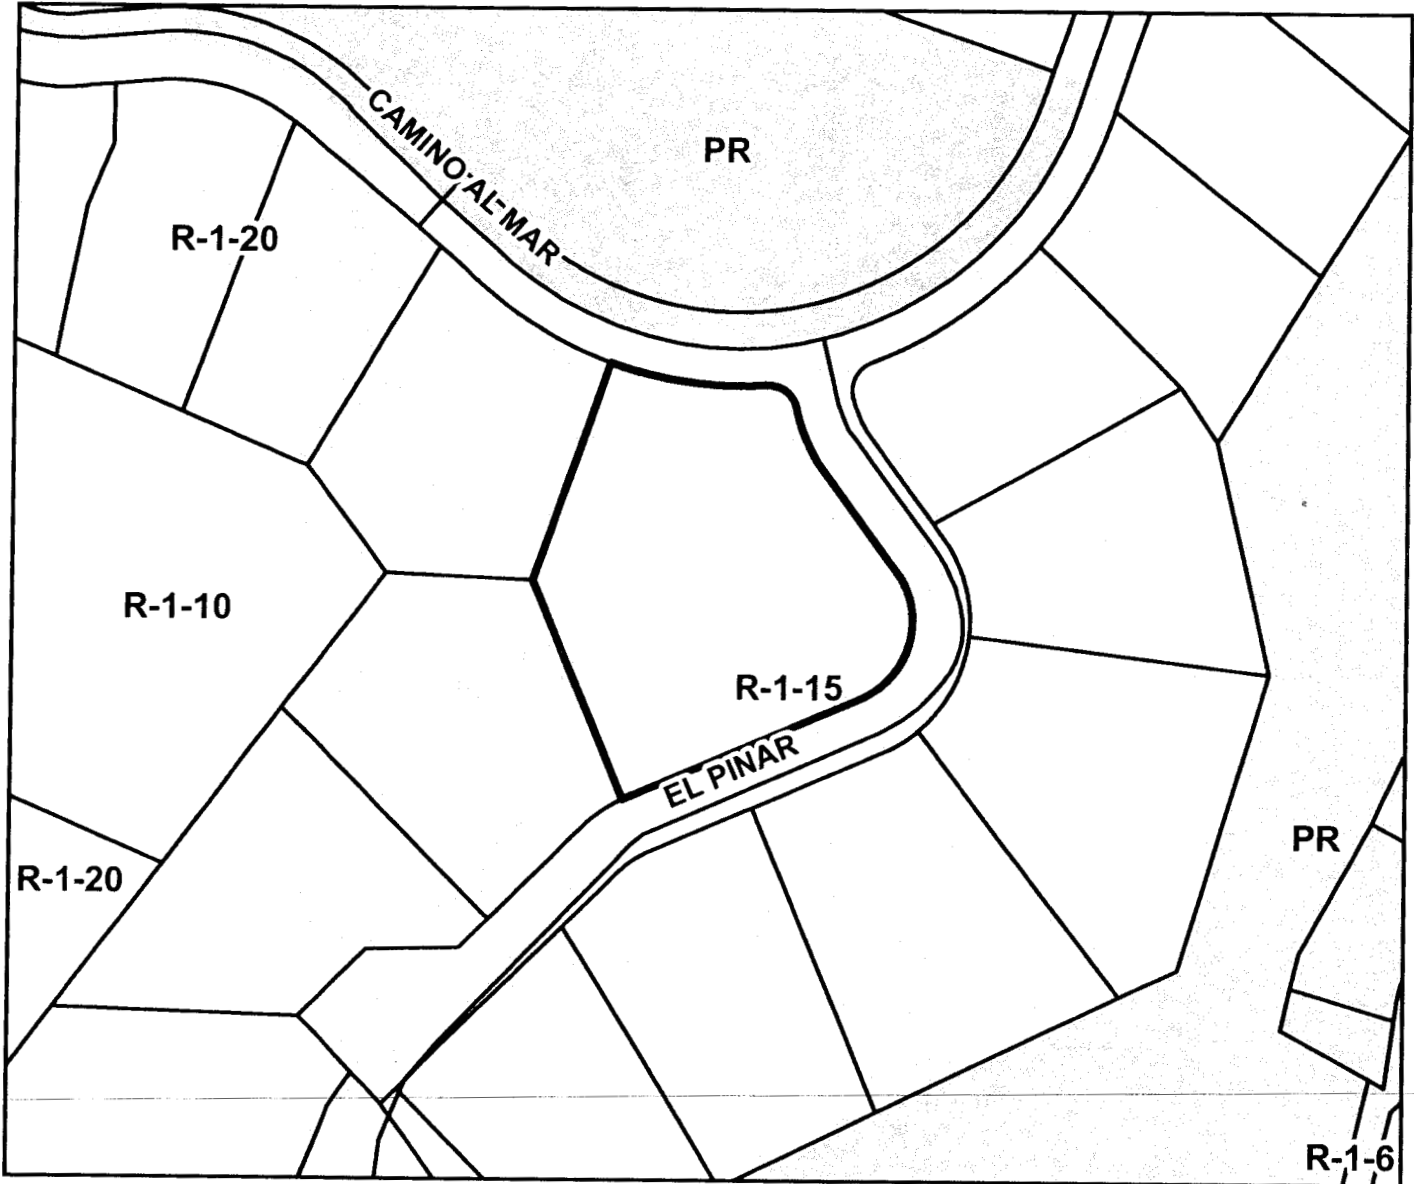 CAMINO AL MAR
PR
R-1-20
R-1-10
R-1-15
EL PINAR
PR
R-1-20
R-1-6